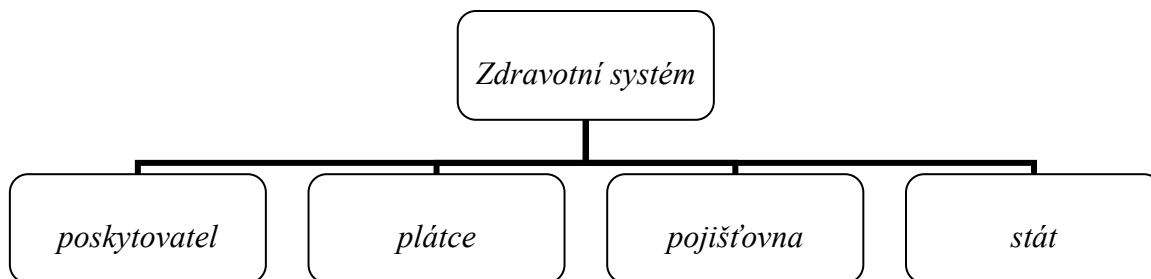 Zdravotní systém
poskytovatel
plátce
pojišťovna
stát